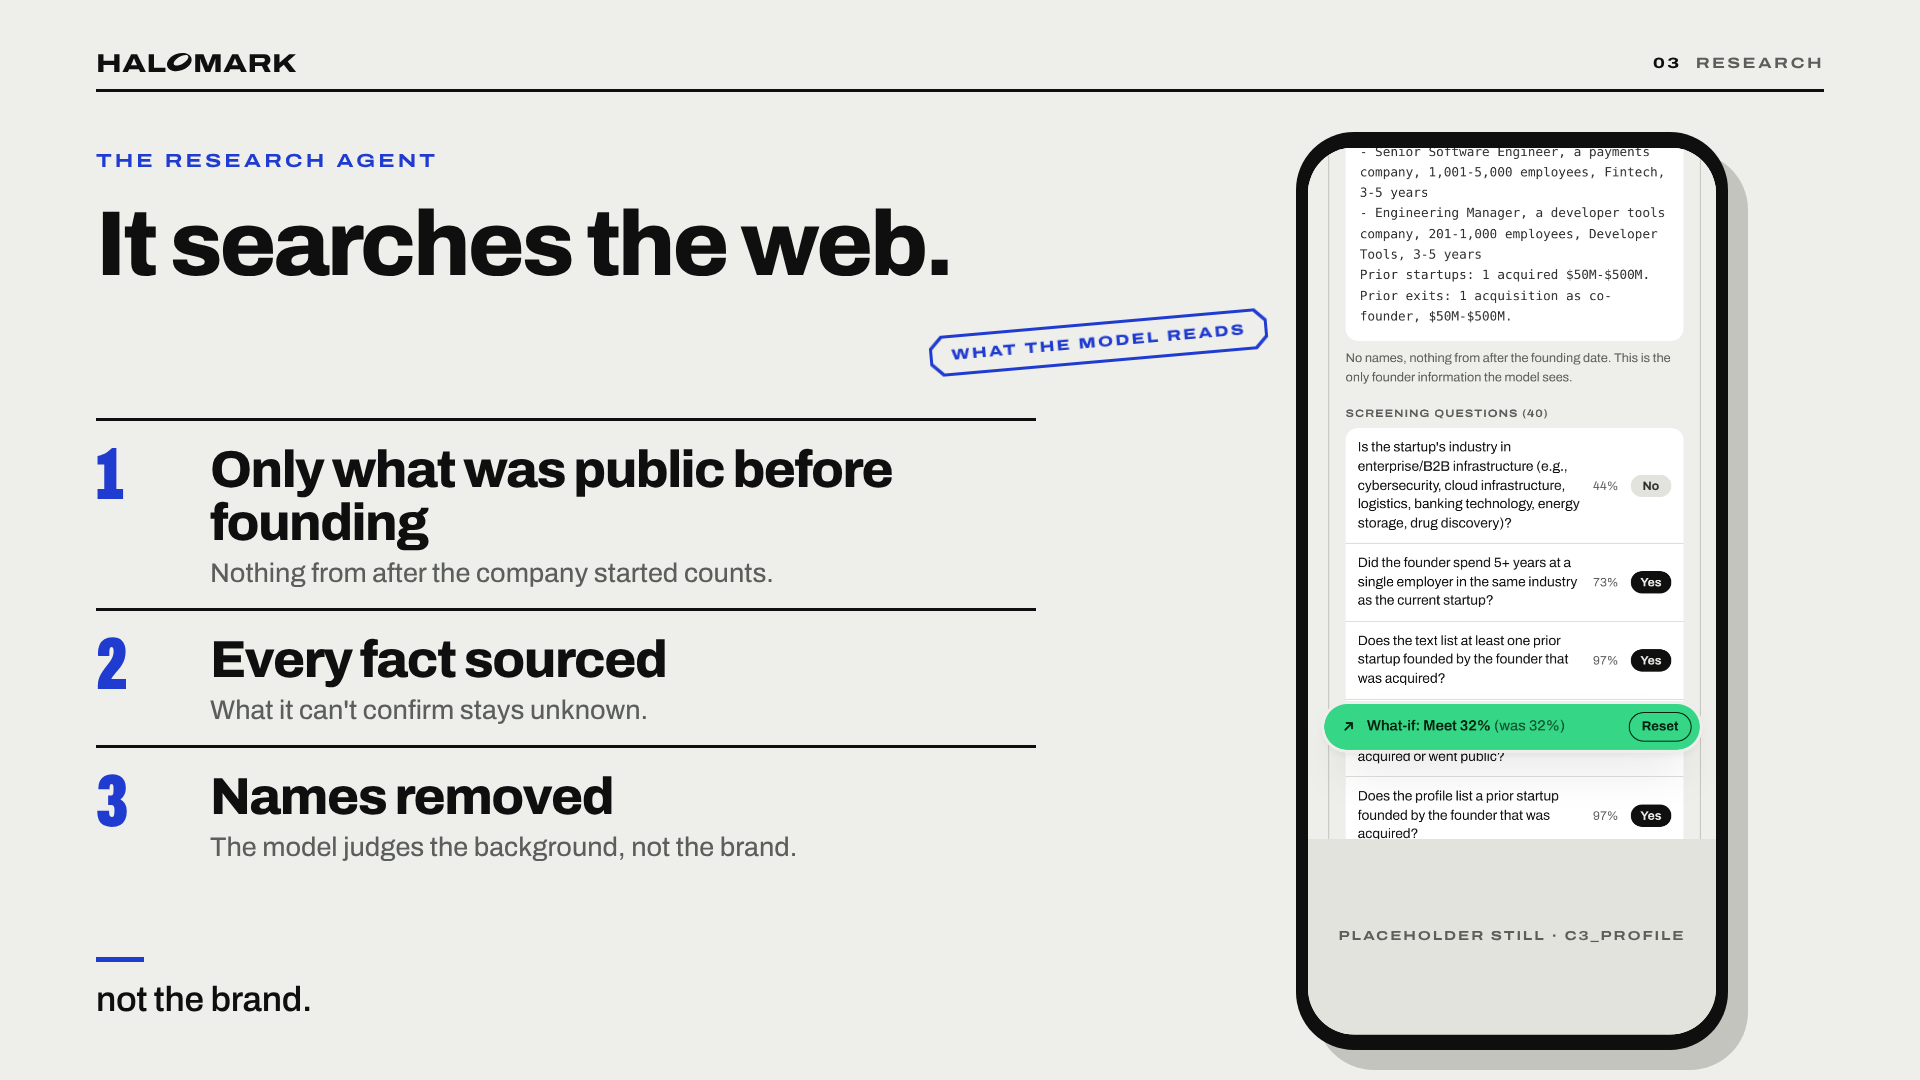 HALOMARK
03 RESEARCH
THE RESEARCH AGENT
It searches the web.
WHAT THE MODEL READS
1
Only what was public before
founding
Nothing from after the company started counts.
2
Every fact sourced
What it can't confirm stays unknown.
3
Names removed
The model judges the background, not the brand.
not the brand.
- Senior Software Engineer, a payments
company, 1,001-5,000 employees, Fintech,
3-5 years
- Engineering Manager, a developer tools
company, 201-1,000 employees, Developer
Tools, 3-5 years
Prior startups: 1 acquired $50M-$500M.
Prior exits: 1 acquisition as co-
founder, $50M-$500M.
No names, nothing from after the founding date. This is the
only founder information the model sees.
SCREENING QUESTIONS (40)
Is the startup's industry in
enterprise/B2B infrastructure (e.g.,
cybersecurity, cloud infrastructure,
logistics, banking technology, energy
storage, drug discovery)?
44% No
Did the founder spend 5+ years at a
single employer in the same industry
as the current startup?
73% Yes
Does the text list at least one prior
startup founded by the founder that
was acquired?
97% Yes
What-if: Meet 32% (was 32%) Reset
acquired or went public?
Does the profile list a prior startup
founded by the founder that was
acquired?
97% Yes
PLACEHOLDER STILL · C3_PROFILE